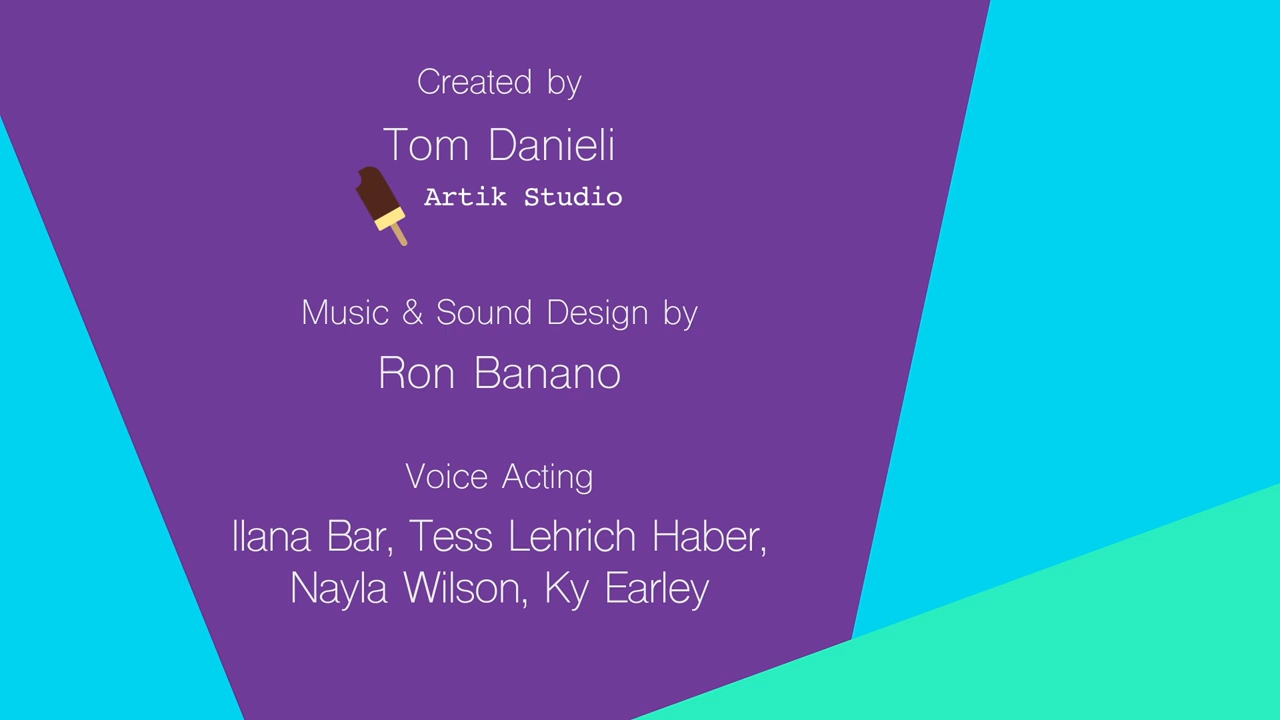 Created by
Tom Danieli
Artik Studio
Music & Sound Design by
Ron Banano
Voice Acting
Ilana Bar, Tess Lehrich Haber,
Nayla Wilson, Ky Earley